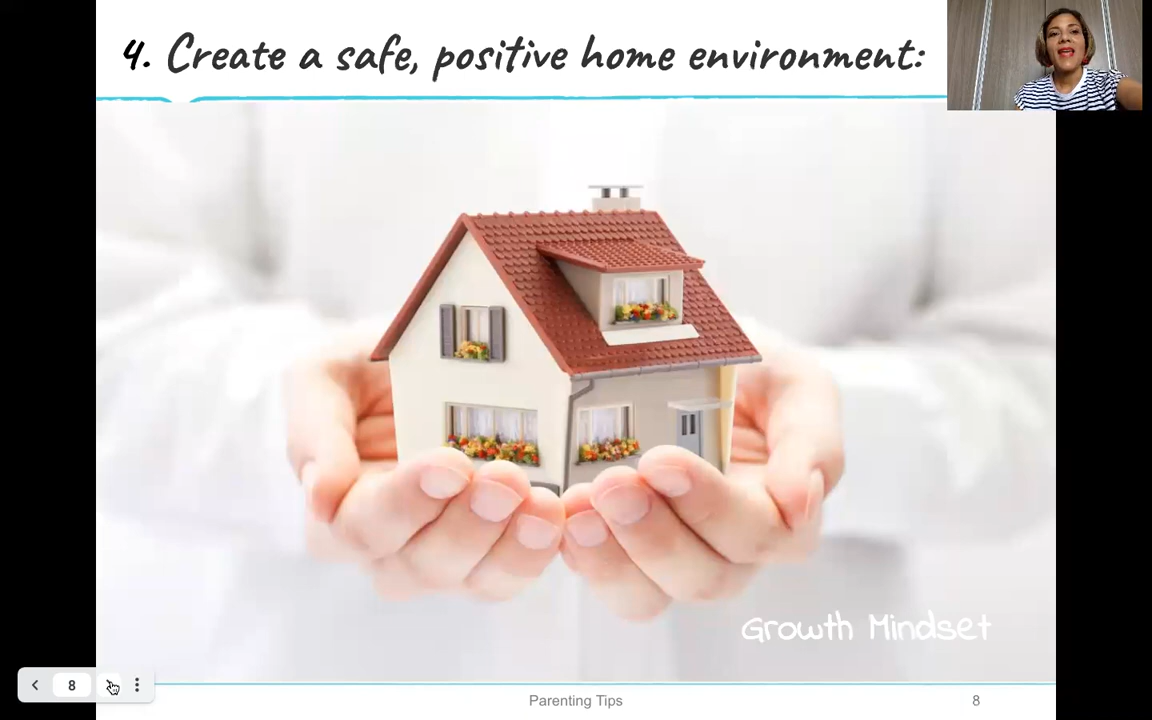 4. Create a safe, positive home environment:
Growth Mindset
8
Parenting Tips
8